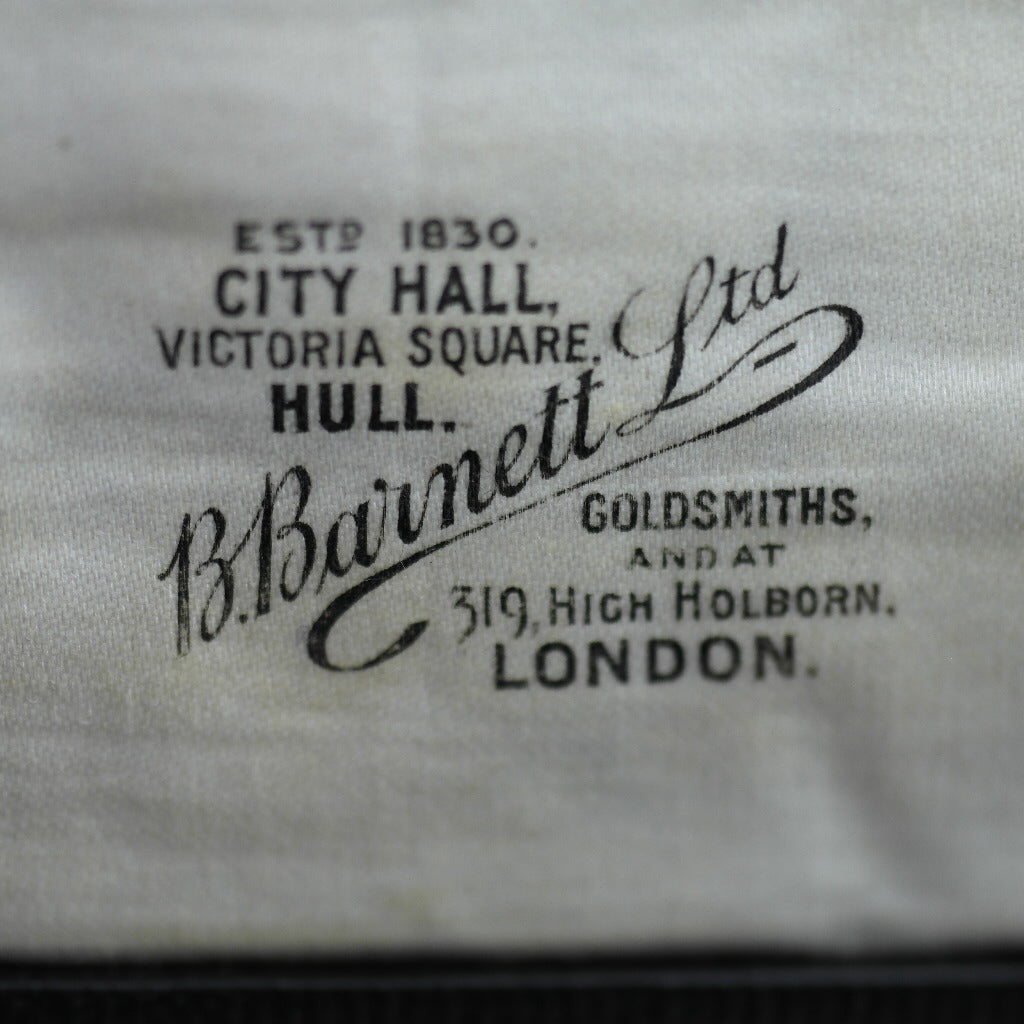 ESTD 1830.
CITY HALL,
VICTORIA SQUARE,
HULL.
B. Barnett Ltd
GOLDSMITHS,
AND AT
319, HIGH HOLBORN.
LONDON.